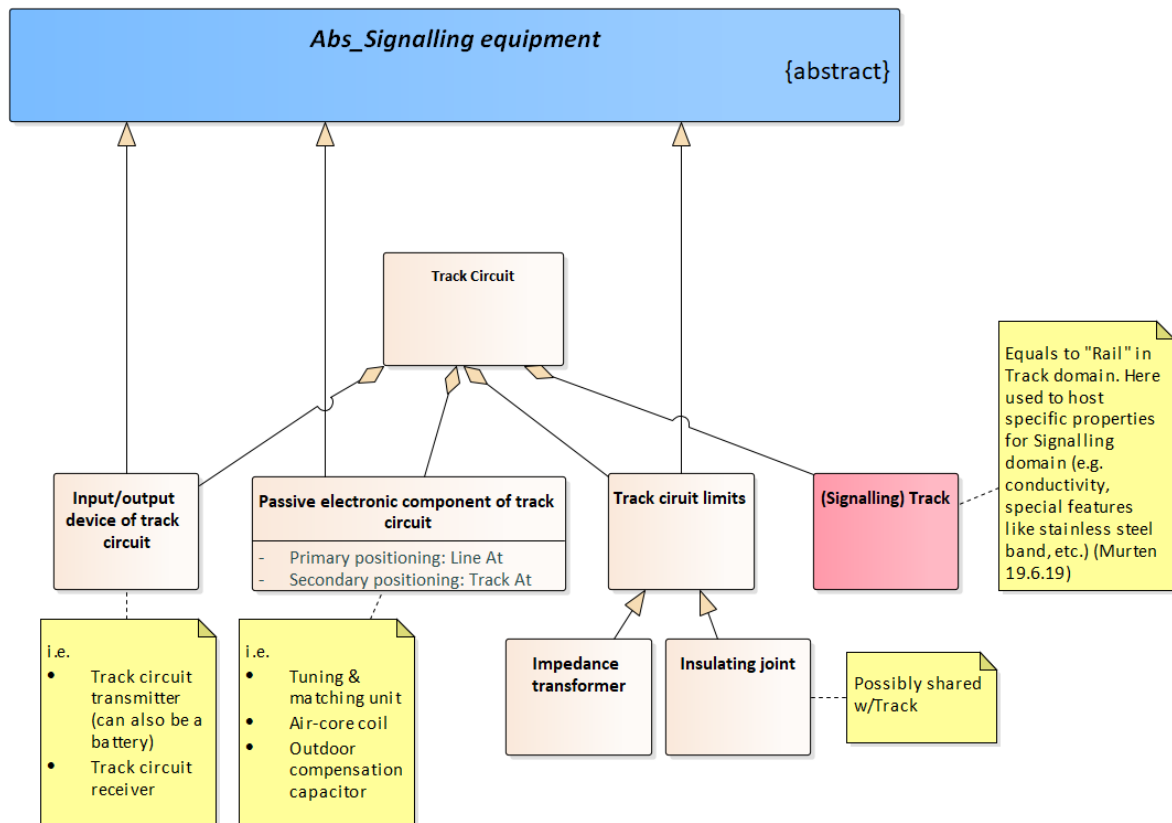 Abs_Signalling equipment
{abstract}
Track Circuit
Equals to "Rail" in
Track domain. Here
used to host
specific properties
for Signalling
domain (e.g.
conductivity,
special features
like stainless steel
band, etc.) (Murten
19.6.19)
Input/output
device of track
circuit
Passive electronic component of track
circuit
- Primary positioning: Line At
- Secondary positioning: Track At
Track ciruit limits
(Signalling) Track
i.e.
• Track circuit
transmitter
(can also be a
battery)
• Track circuit
receiver
i.e.
• Tuning &
matching unit
• Air-core coil
• Outdoor
compensation
capacitor
Impedance
transformer
Insulating joint
Possibly shared
w/Track